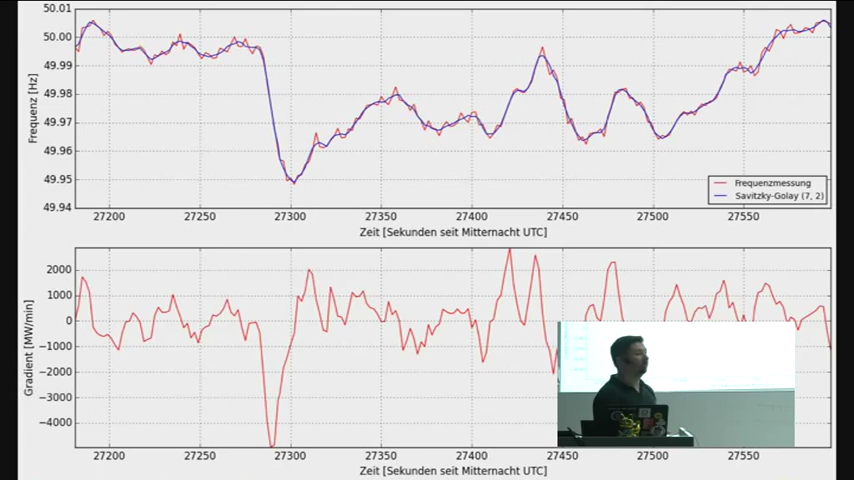 50.01
50.00
49.99
49.98
49.97
49.96
49.95
49.94
Frequenz [Hz]
Frequenzmessung
Savitzky-Golay (7, 2)
27200 27250 27300 27350 27400 27450 27500 27550
Zeit [Sekunden seit Mitternacht UTC]
2000
1000
0
−1000
−2000
−3000
−4000
Gradient [MW/min]
27200 27250 27300 27350 27400 27450 27500 27550
Zeit [Sekunden seit Mitternacht UTC]